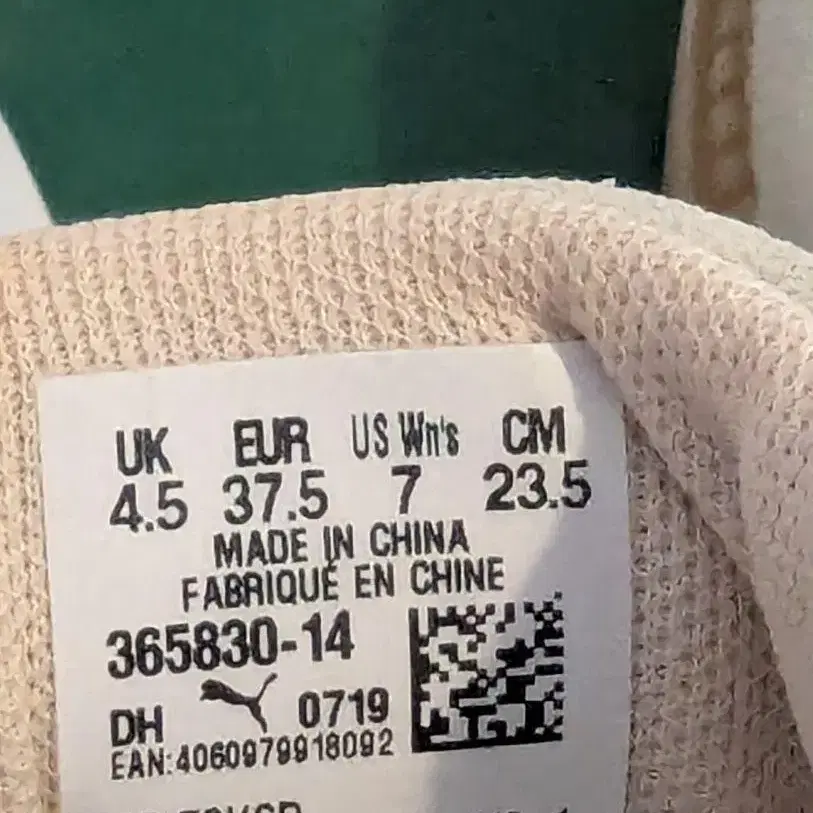 UK EUR US Wn's CM
4.5 37.5 7 23.5
MADE IN CHINA
FABRIQUÉ EN CHINE
365830-14
DH 0719
EAN:4060979918092